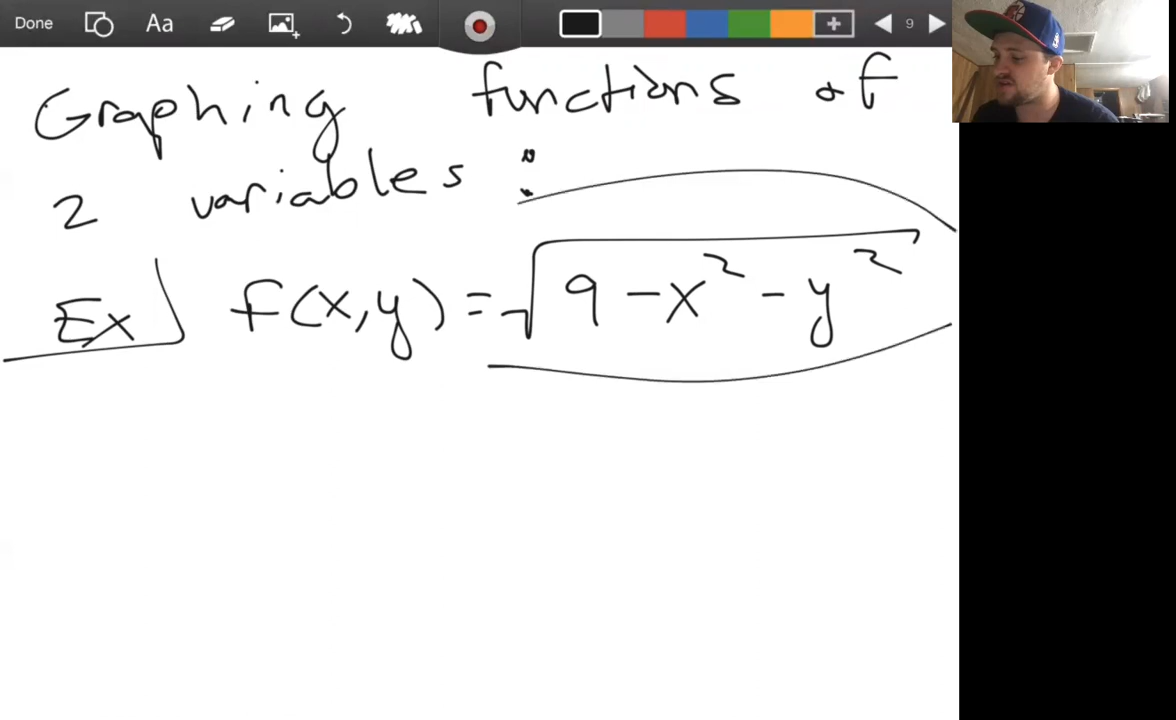 Done Aa 9
Graphing functions of
2 variables :
Ex f(x,y) = √(9 - x² - y²)